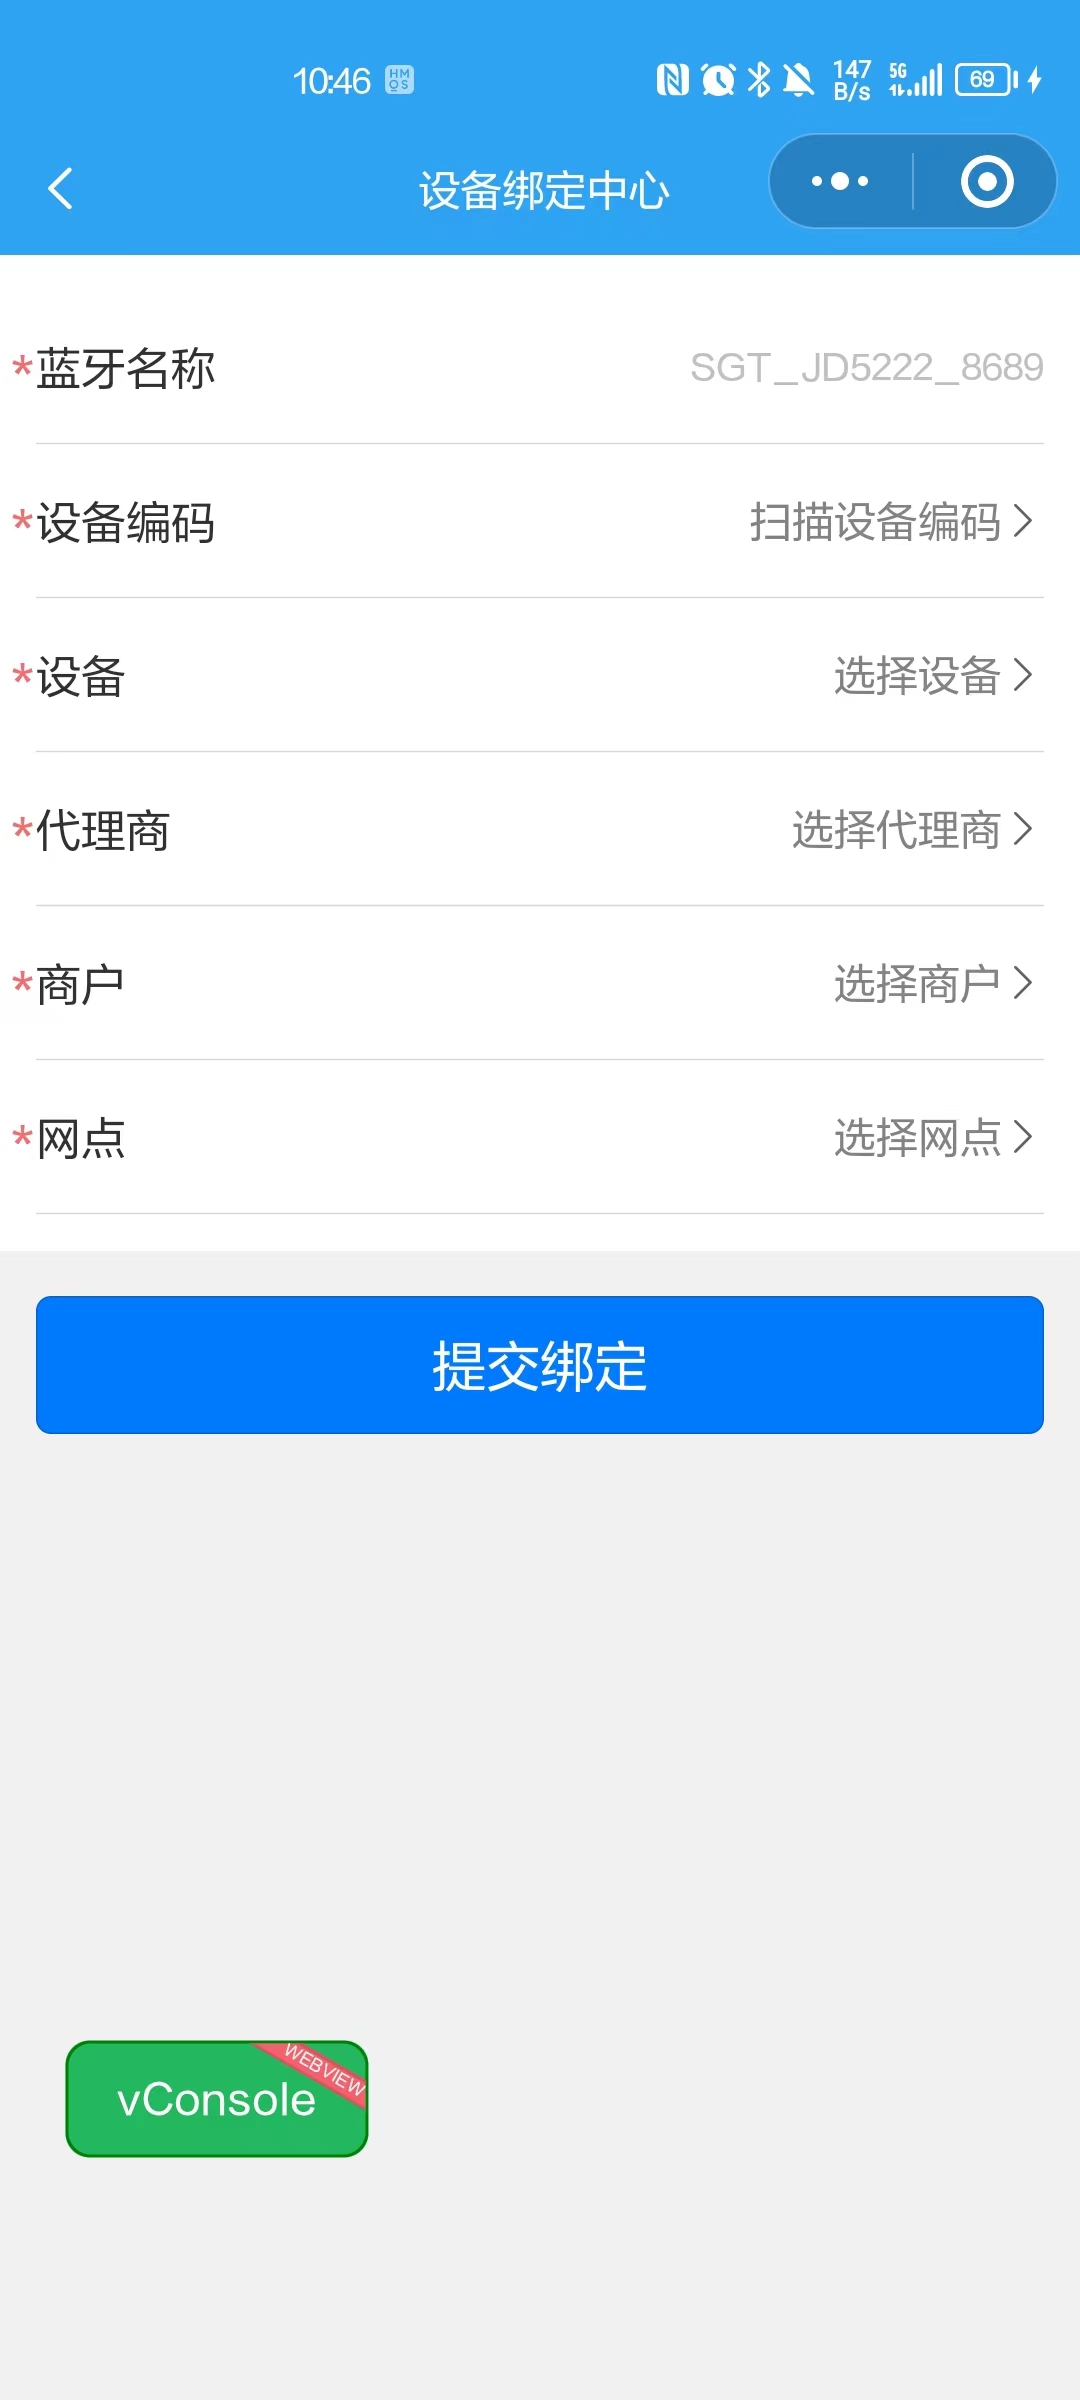 10:46 HMOS 147 B/s 5G 69
设备绑定中心
*蓝牙名称 SGT_JD5222_8689
*设备编码 扫描设备编码
*设备 选择设备
*代理商 选择代理商
*商户 选择商户
*网点 选择网点
提交绑定
WEBVIEW
vConsole